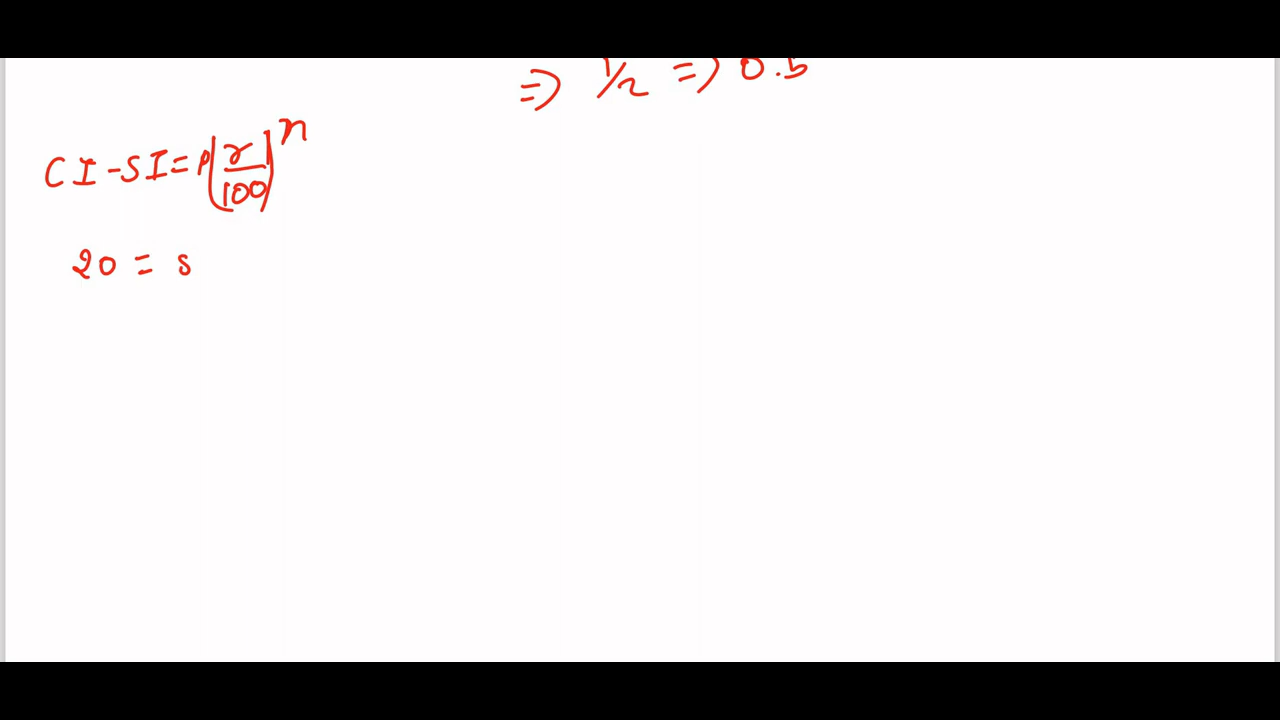 => 1/2 => 0.5
CI-SI=P(r/100)^n
20 = 8